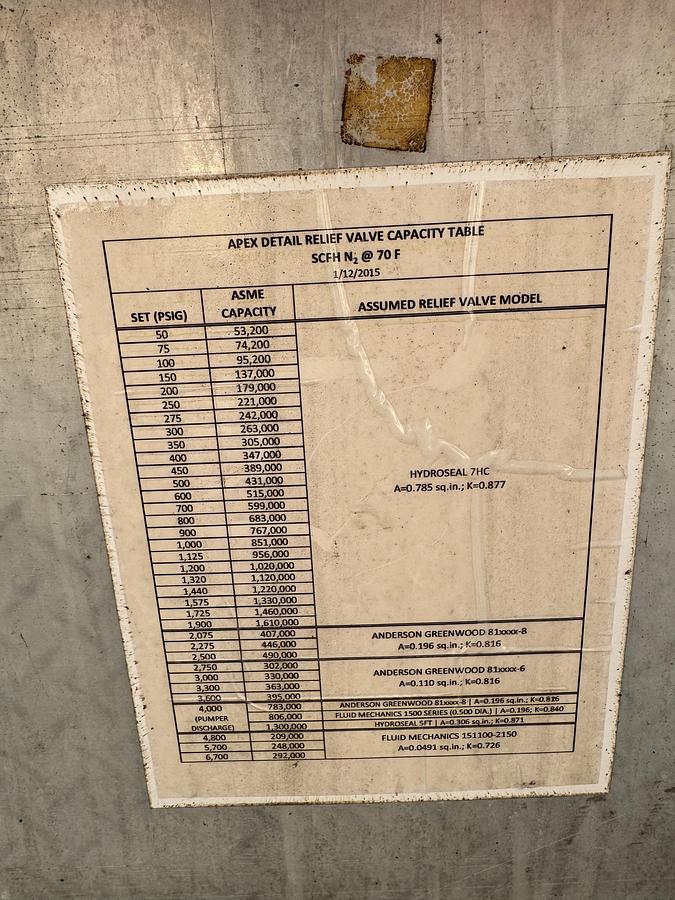 APEX DETAIL RELIEF VALVE CAPACITY TABLE
SCFH N2 @ 70 F
1/12/2015
SET (PSIG) ASME CAPACITY ASSUMED RELIEF VALVE MODEL
50 53,200
75 74,200
100 95,200
150 137,000
200 179,000
250 221,000
275 242,000
300 263,000
350 305,000
400 347,000
450 389,000
500 431,000
600 515,000
700 599,000
800 683,000
900 767,000
1,000 851,000
1,125 956,000
1,200 1,020,000
1,320 1,120,000
1,440 1,220,000
1,575 1,330,000
1,725 1,460,000
1,900 1,610,000
HYDROSEAL 7HC
A=0.785 sq.in.; K=0.877
2,075 407,000
2,275 446,000
2,500 490,000
ANDERSON GREENWOOD 81xxxx-8
A=0.196 sq.in.; K=0.816
2,750 302,000
3,000 330,000
3,300 363,000
3,600 395,000
ANDERSON GREENWOOD 81xxxx-6
A=0.110 sq.in.; K=0.816
4,000 783,000 ANDERSON GREENWOOD 81xxxx-8 | A=0.196 sq.in.; K=0.816
(PUMPER 806,000 FLUID MECHANICS 1500 SERIES (0.500 DIA.) | A=0.196; K=0.840
DISCHARGE) 1,300,000 HYDROSEAL 5FT | A=0.306 sq.in.; K=0.871
4,800 209,000
5,700 248,000
6,700 292,000
FLUID MECHANICS 151100-2150
A=0.0491 sq.in.; K=0.726